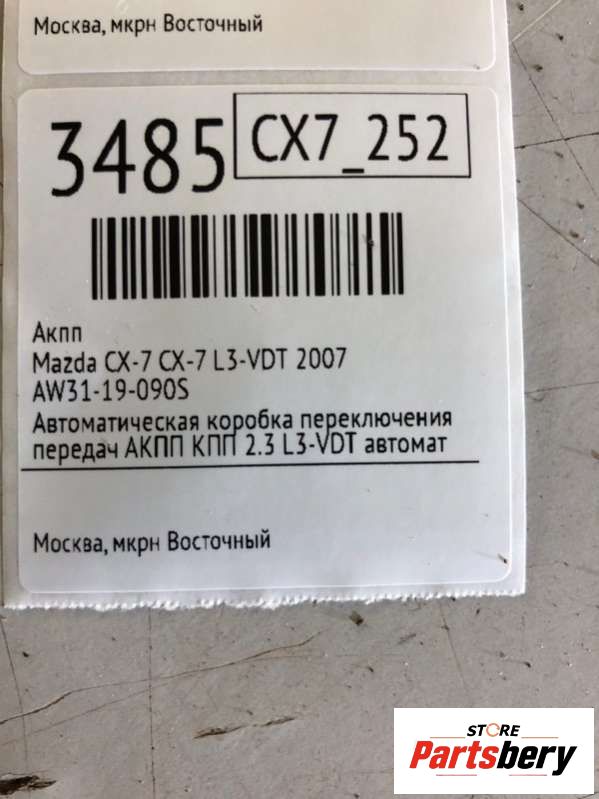 Москва, мкрн Восточный
3485
CX7_252
Акпп
Mazda CX-7 CX-7 L3-VDT 2007
AW31-19-090S
Автоматическая коробка переключения
передач АКПП КПП 2.3 L3-VDT автомат
Москва, мкрн Восточный
STORE
Partsbery